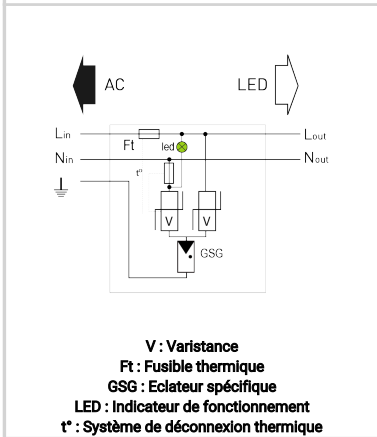 AC LED
Lin Lout
Ft led
Nin Nout
t°
V V
GSG
V : Varistance
Ft : Fusible thermique
GSG : Eclateur spécifique
LED : Indicateur de fonctionnement
t° : Système de déconnexion thermique